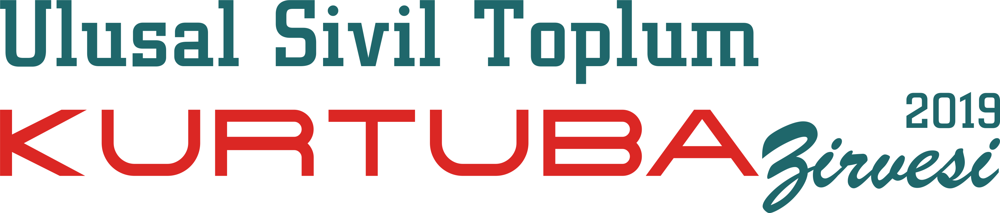 Ulusal Sivil Toplum
2019
KURTUBA Zirvesi